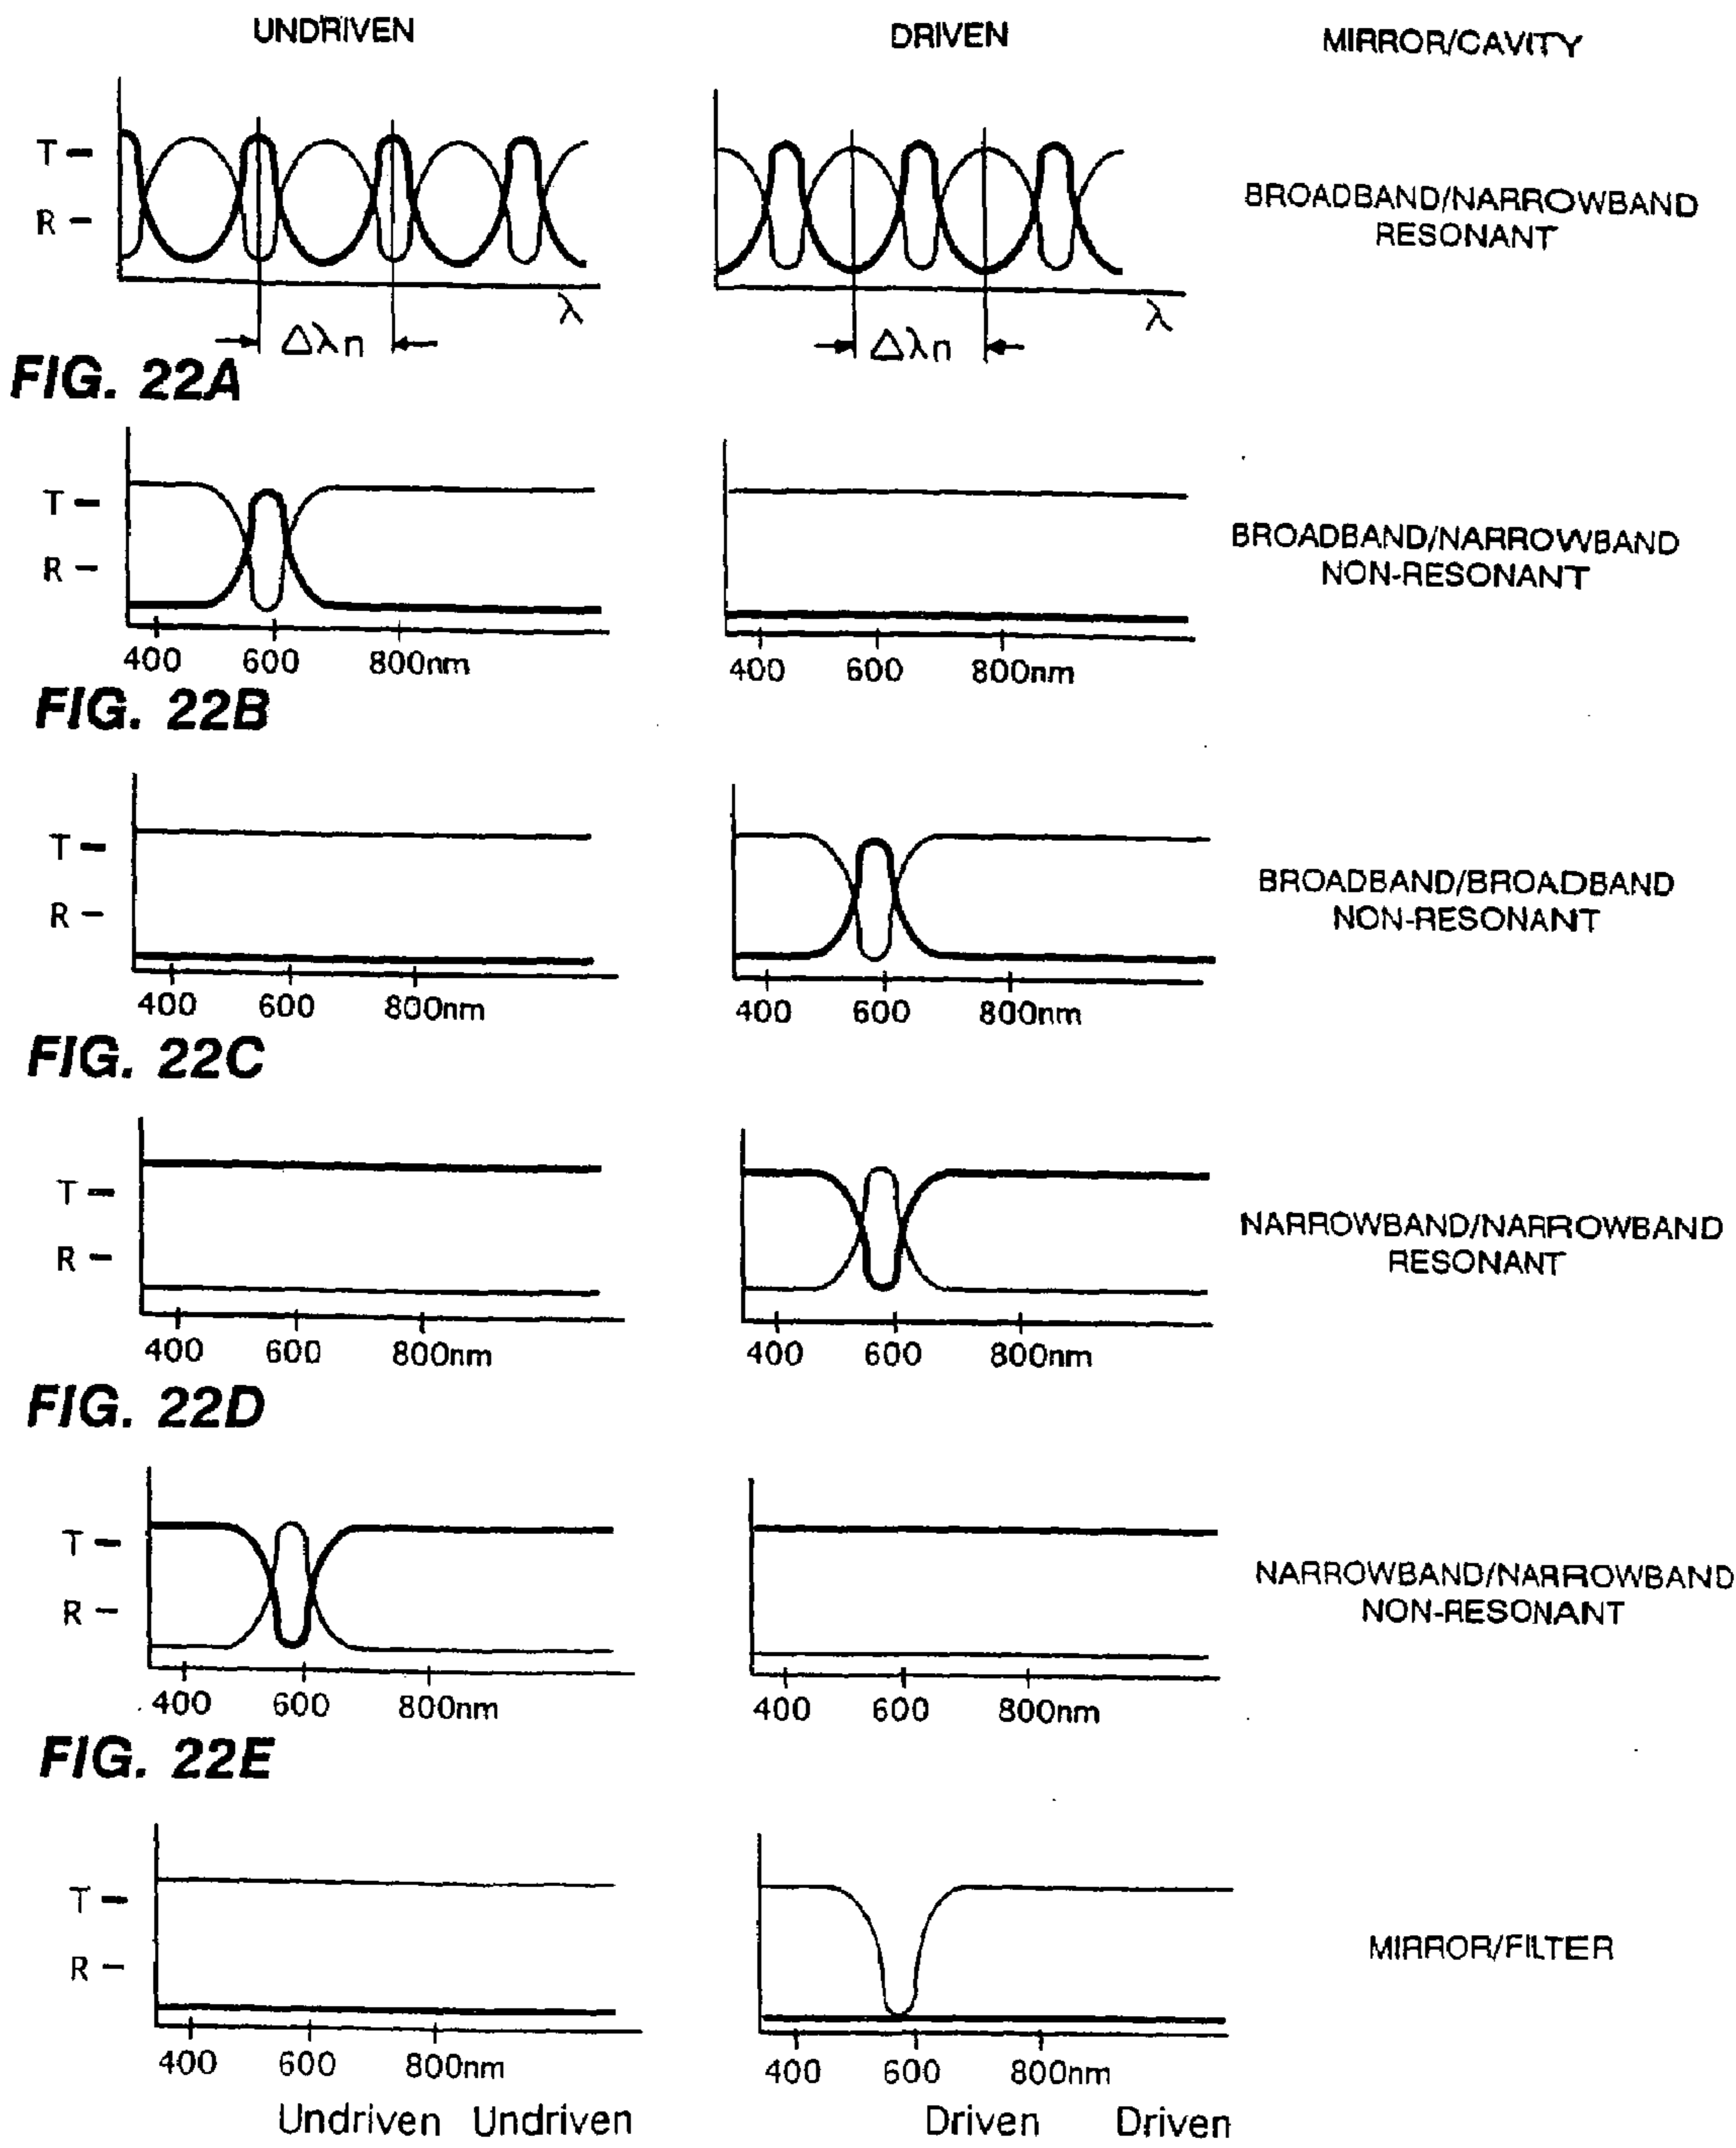 UNDRIVEN DRIVEN MIRROR/CAVITY
T
R
λ λ
Δλn Δλn
BROADBAND/NARROWBAND
RESONANT
FIG. 22A
T
R
400 600 800nm 400 600 800nm
BROADBAND/NARROWBAND
NON-RESONANT
FIG. 22B
T
R
400 600 800nm 400 600 800nm
BROADBAND/BROADBAND
NON-RESONANT
FIG. 22C
T
R
400 600 800nm 400 600 800nm
NARROWBAND/NARROWBAND
RESONANT
FIG. 22D
T
R
400 600 800nm 400 600 800nm
NARROWBAND/NARROWBAND
NON-RESONANT
FIG. 22E
T
R
400 600 800nm 400 600 800nm
MIRROR/FILTER
Undriven Undriven Driven Driven